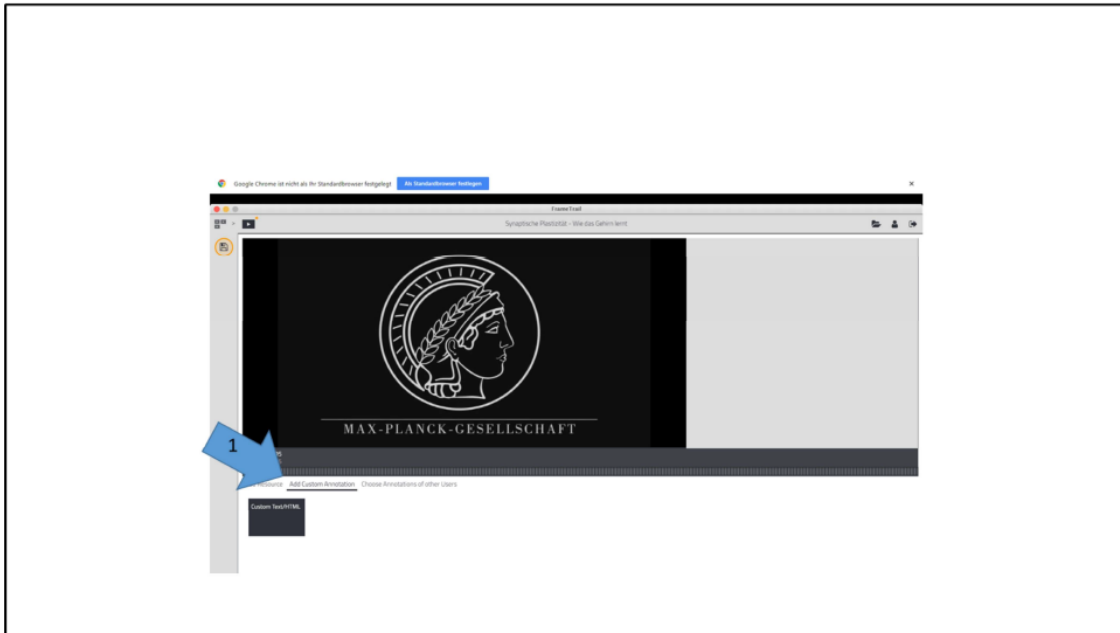 Google Chrome ist nicht als Ihr Standardbrowser festgelegt Als Standardbrowser festlegen
FrameTrail
Synaptische Plastizität - Wie das Gehirn lernt
MAX-PLANCK-GESELLSCHAFT
1
Resource Add Custom Annotation Choose Annotations of other Users
Custom Text/HTML